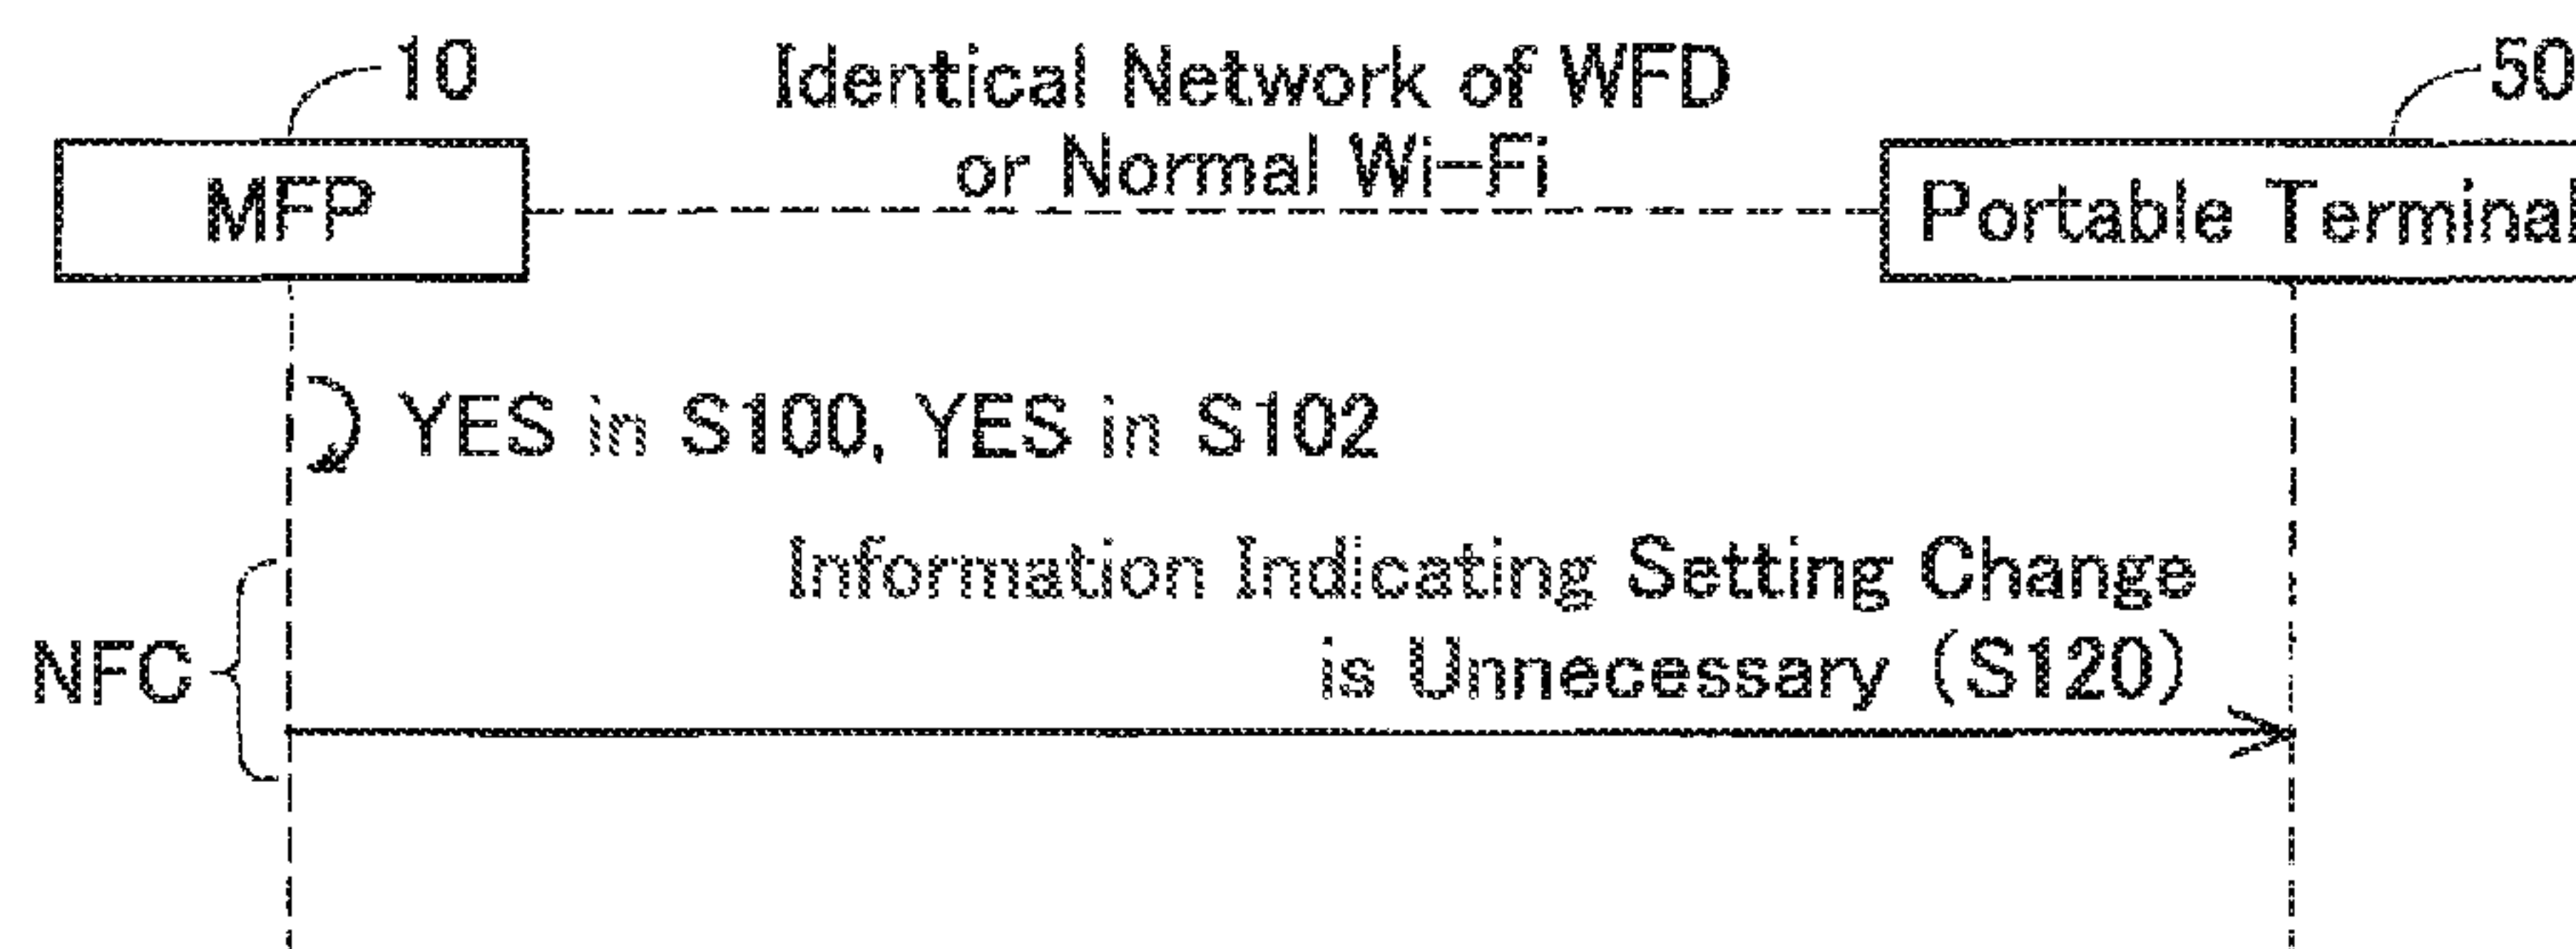 10
Identical Network of WFD
50
or Normal Wi-Fi
MFP
Portable Terminal
YES in S100, YES in S102
Information Indicating Setting Change
NFC
is Unnecessary (S120)